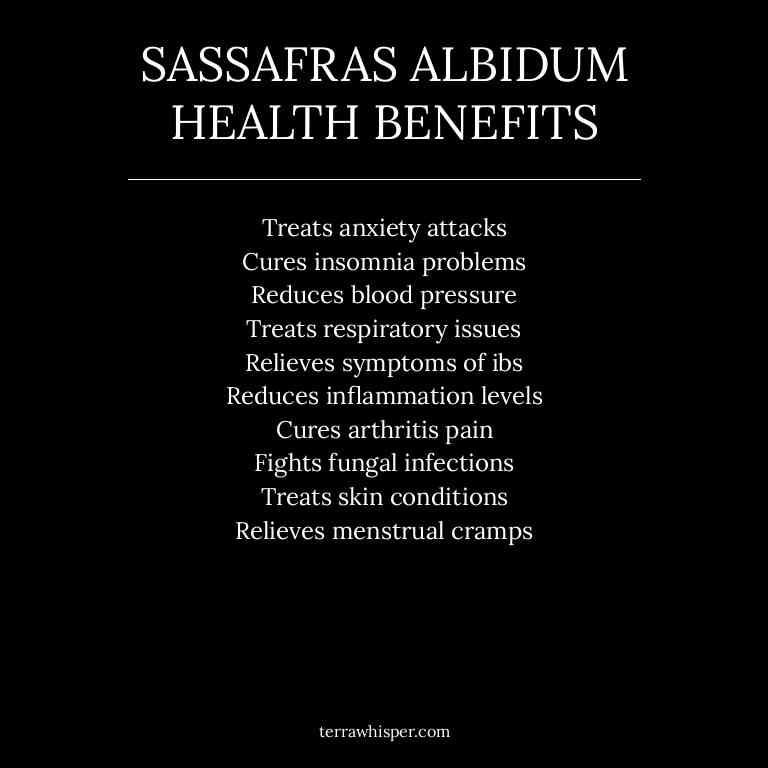 SASSAFRAS ALBIDUM
HEALTH BENEFITS
Treats anxiety attacks
Cures insomnia problems
Reduces blood pressure
Treats respiratory issues
Relieves symptoms of ibs
Reduces inflammation levels
Cures arthritis pain
Fights fungal infections
Treats skin conditions
Relieves menstrual cramps
terrawhisper.com